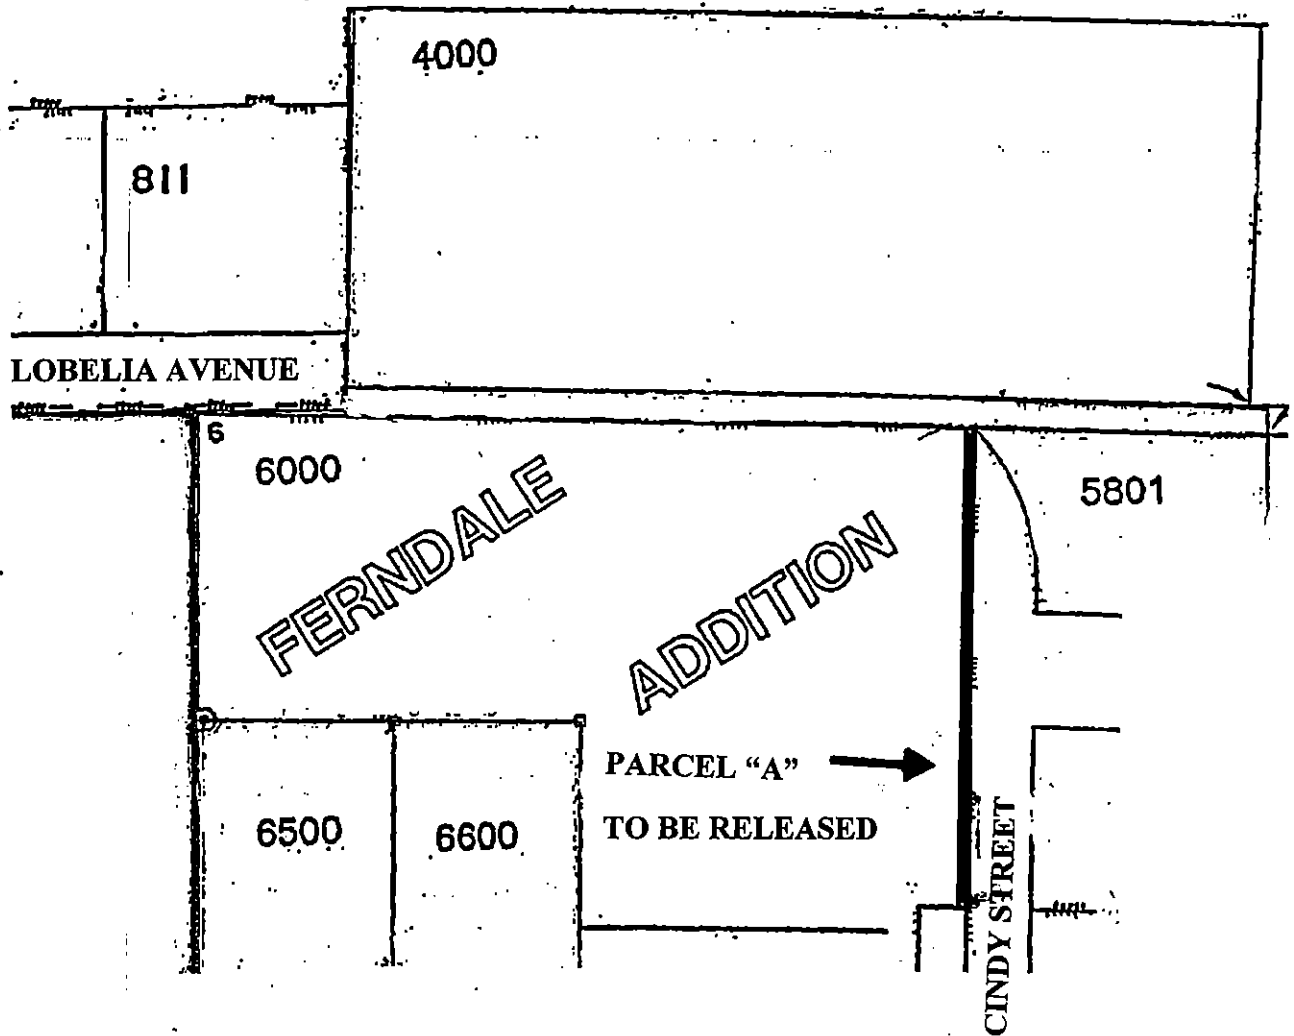 4000
811
LOBELIA AVENUE
6
6000
5801
FERNDALE
ADDITION
PARCEL “A”
TO BE RELEASED
6500
6600
CINDY STREET